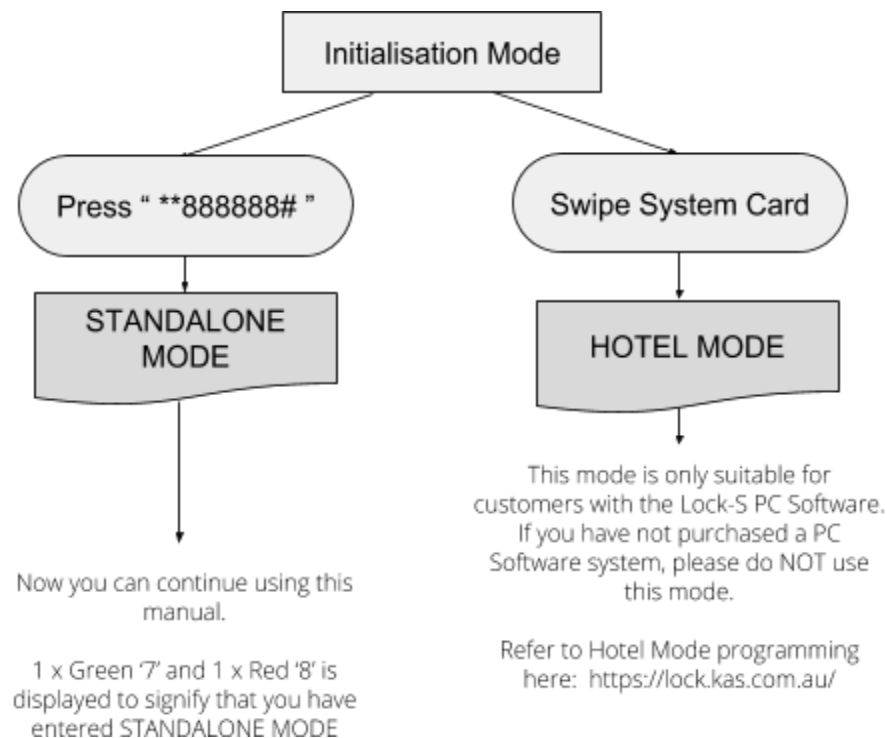 Initialisation Mode
Press “ **888888# ”
STANDALONE
MODE
Now you can continue using this
manual.
1 x Green ‘7’ and 1 x Red ‘8’ is
displayed to signify that you have
entered STANDALONE MODE
Swipe System Card
HOTEL MODE
This mode is only suitable for
customers with the Lock-S PC Software.
If you have not purchased a PC
Software system, please do NOT use
this mode.
Refer to Hotel Mode programming
here: https://lock.kas.com.au/